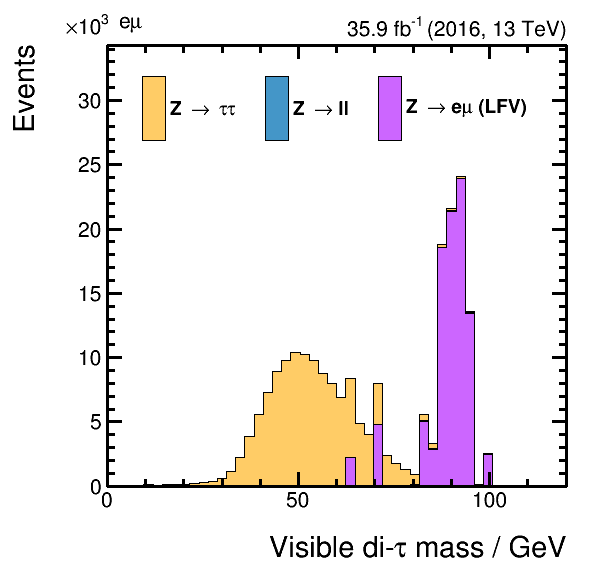 ×10³ eμ
35.9 fb⁻¹ (2016, 13 TeV)
Events
Z → ττ
Z → ll
Z → eμ (LFV)
30
25
20
15
10
5
0
0 50 100
Visible di-τ mass / GeV